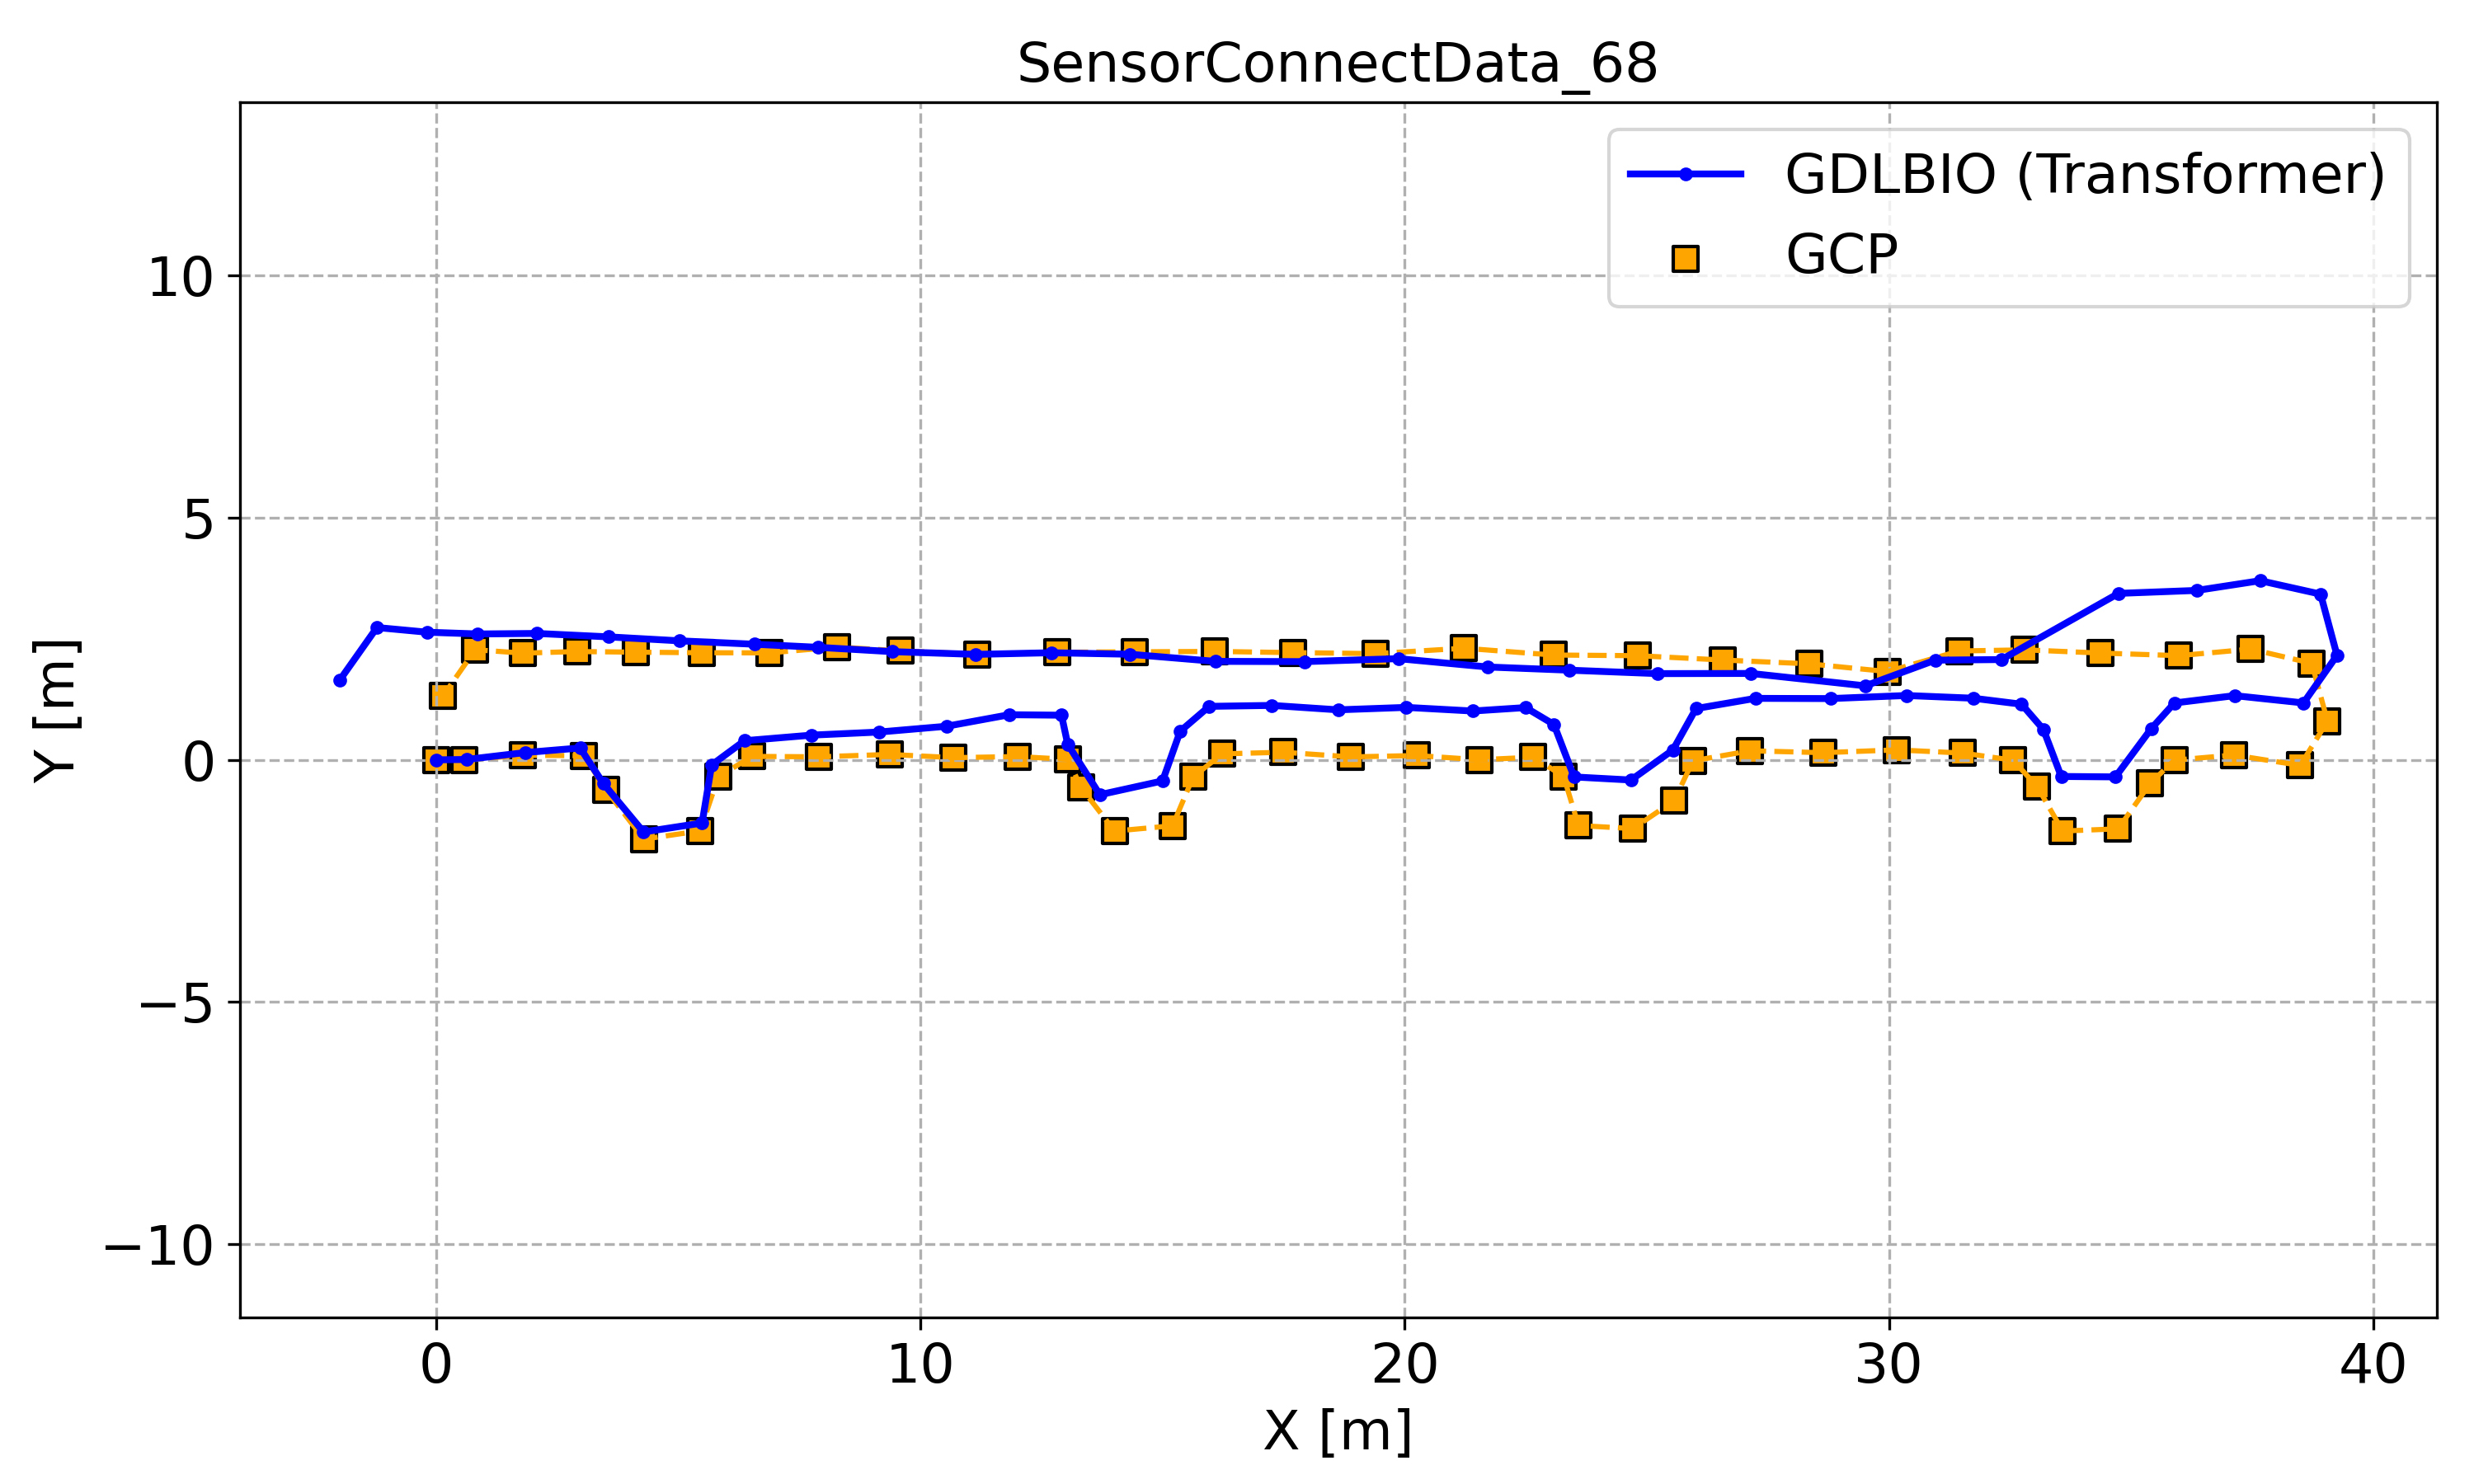 SensorConnectData_68
GDLBIO (Transformer)
GCP
10
5
0
−5
−10
Y [m]
0 10 20 30 40
X [m]